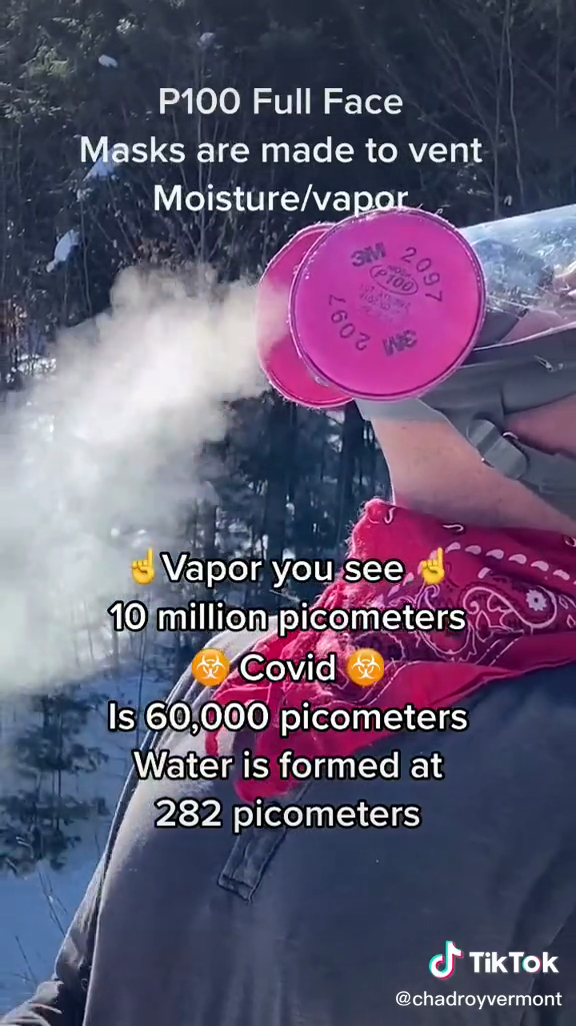 P100 Full Face
Masks are made to vent
Moisture/vapor
3M 2097
P100
2097
3M
☝️Vapor you see ☝️
10 million picometers
☣️ Covid ☣️
Is 60,000 picometers
Water is formed at
282 picometers
TikTok
@chadroyvermont